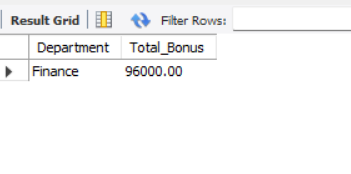 Result Grid Filter Rows:
Department Total_Bonus
Finance 96000.00